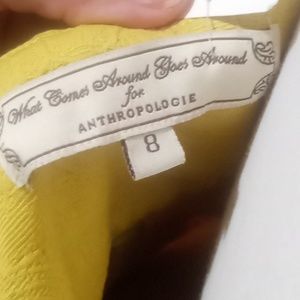 What Comes Around Goes Around
for
ANTHROPOLOGIE
8